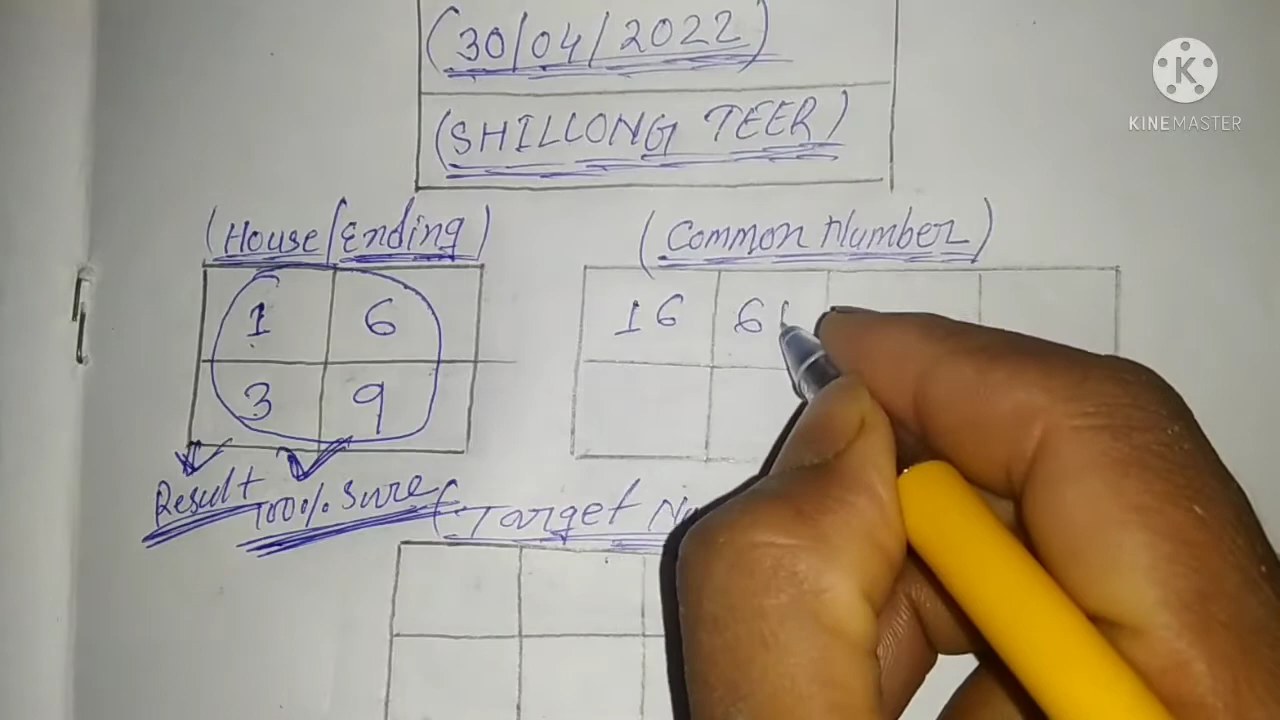 (30/04/2022)
(SHILLONG TEER)
KINEMASTER
(House/Ending)
(Common Number)
1 6
3 9
16 6
Result 100% Sure
(Target